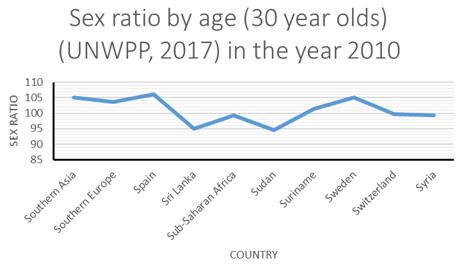 Sex ratio by age (30 year olds)
(UNWPP, 2017) in the year 2010
110
105
100
95
90
85
SEX RATIO
Southern Asia
Southern Europe
Spain
Sri Lanka
Sub-Saharan Africa
Sudan
Suriname
Sweden
Switzerland
Syria
COUNTRY